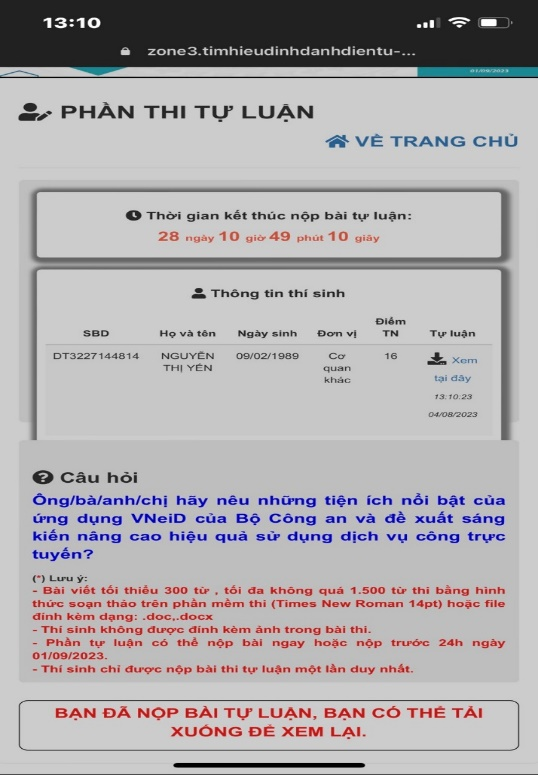 13:10
zone3.timhieudinhdanhdientu-...
01/09/2023
PHẦN THI TỰ LUẬN
VỀ TRANG CHỦ
Thời gian kết thúc nộp bài tự luận:
28 ngày 10 giờ 49 phút 10 giây
Thông tin thí sinh
SBD Họ và tên Ngày sinh Đơn vị Điểm TN Tự luận
DT3227144814 NGUYỄN THỊ YẾN 09/02/1989 Cơ quan khác 16 Xem tại đây
13:10:23
04/08/2023
Câu hỏi
Ông/bà/anh/chị hãy nêu những tiện ích nổi bật của
ứng dụng VNeiD của Bộ Công an và đề xuất sáng
kiến nâng cao hiệu quả sử dụng dịch vụ công trực
tuyến?
(*) Lưu ý:
- Bài viết tối thiểu 300 từ , tối đa không quá 1.500 từ thi bằng hình
thức soạn thảo trên phần mềm thi (Times New Roman 14pt) hoặc file
đính kèm dạng: .doc,.docx
- Thí sinh không được đính kèm ảnh trong bài thi.
- Phần tự luận có thể nộp bài ngay hoặc nộp trước 24h ngày
01/09/2023.
- Thí sinh chỉ được nộp bài thi tự luận một lần duy nhất.
BẠN ĐÃ NỘP BÀI TỰ LUẬN, BẠN CÓ THỂ TẢI
XUỐNG ĐỂ XEM LẠI.